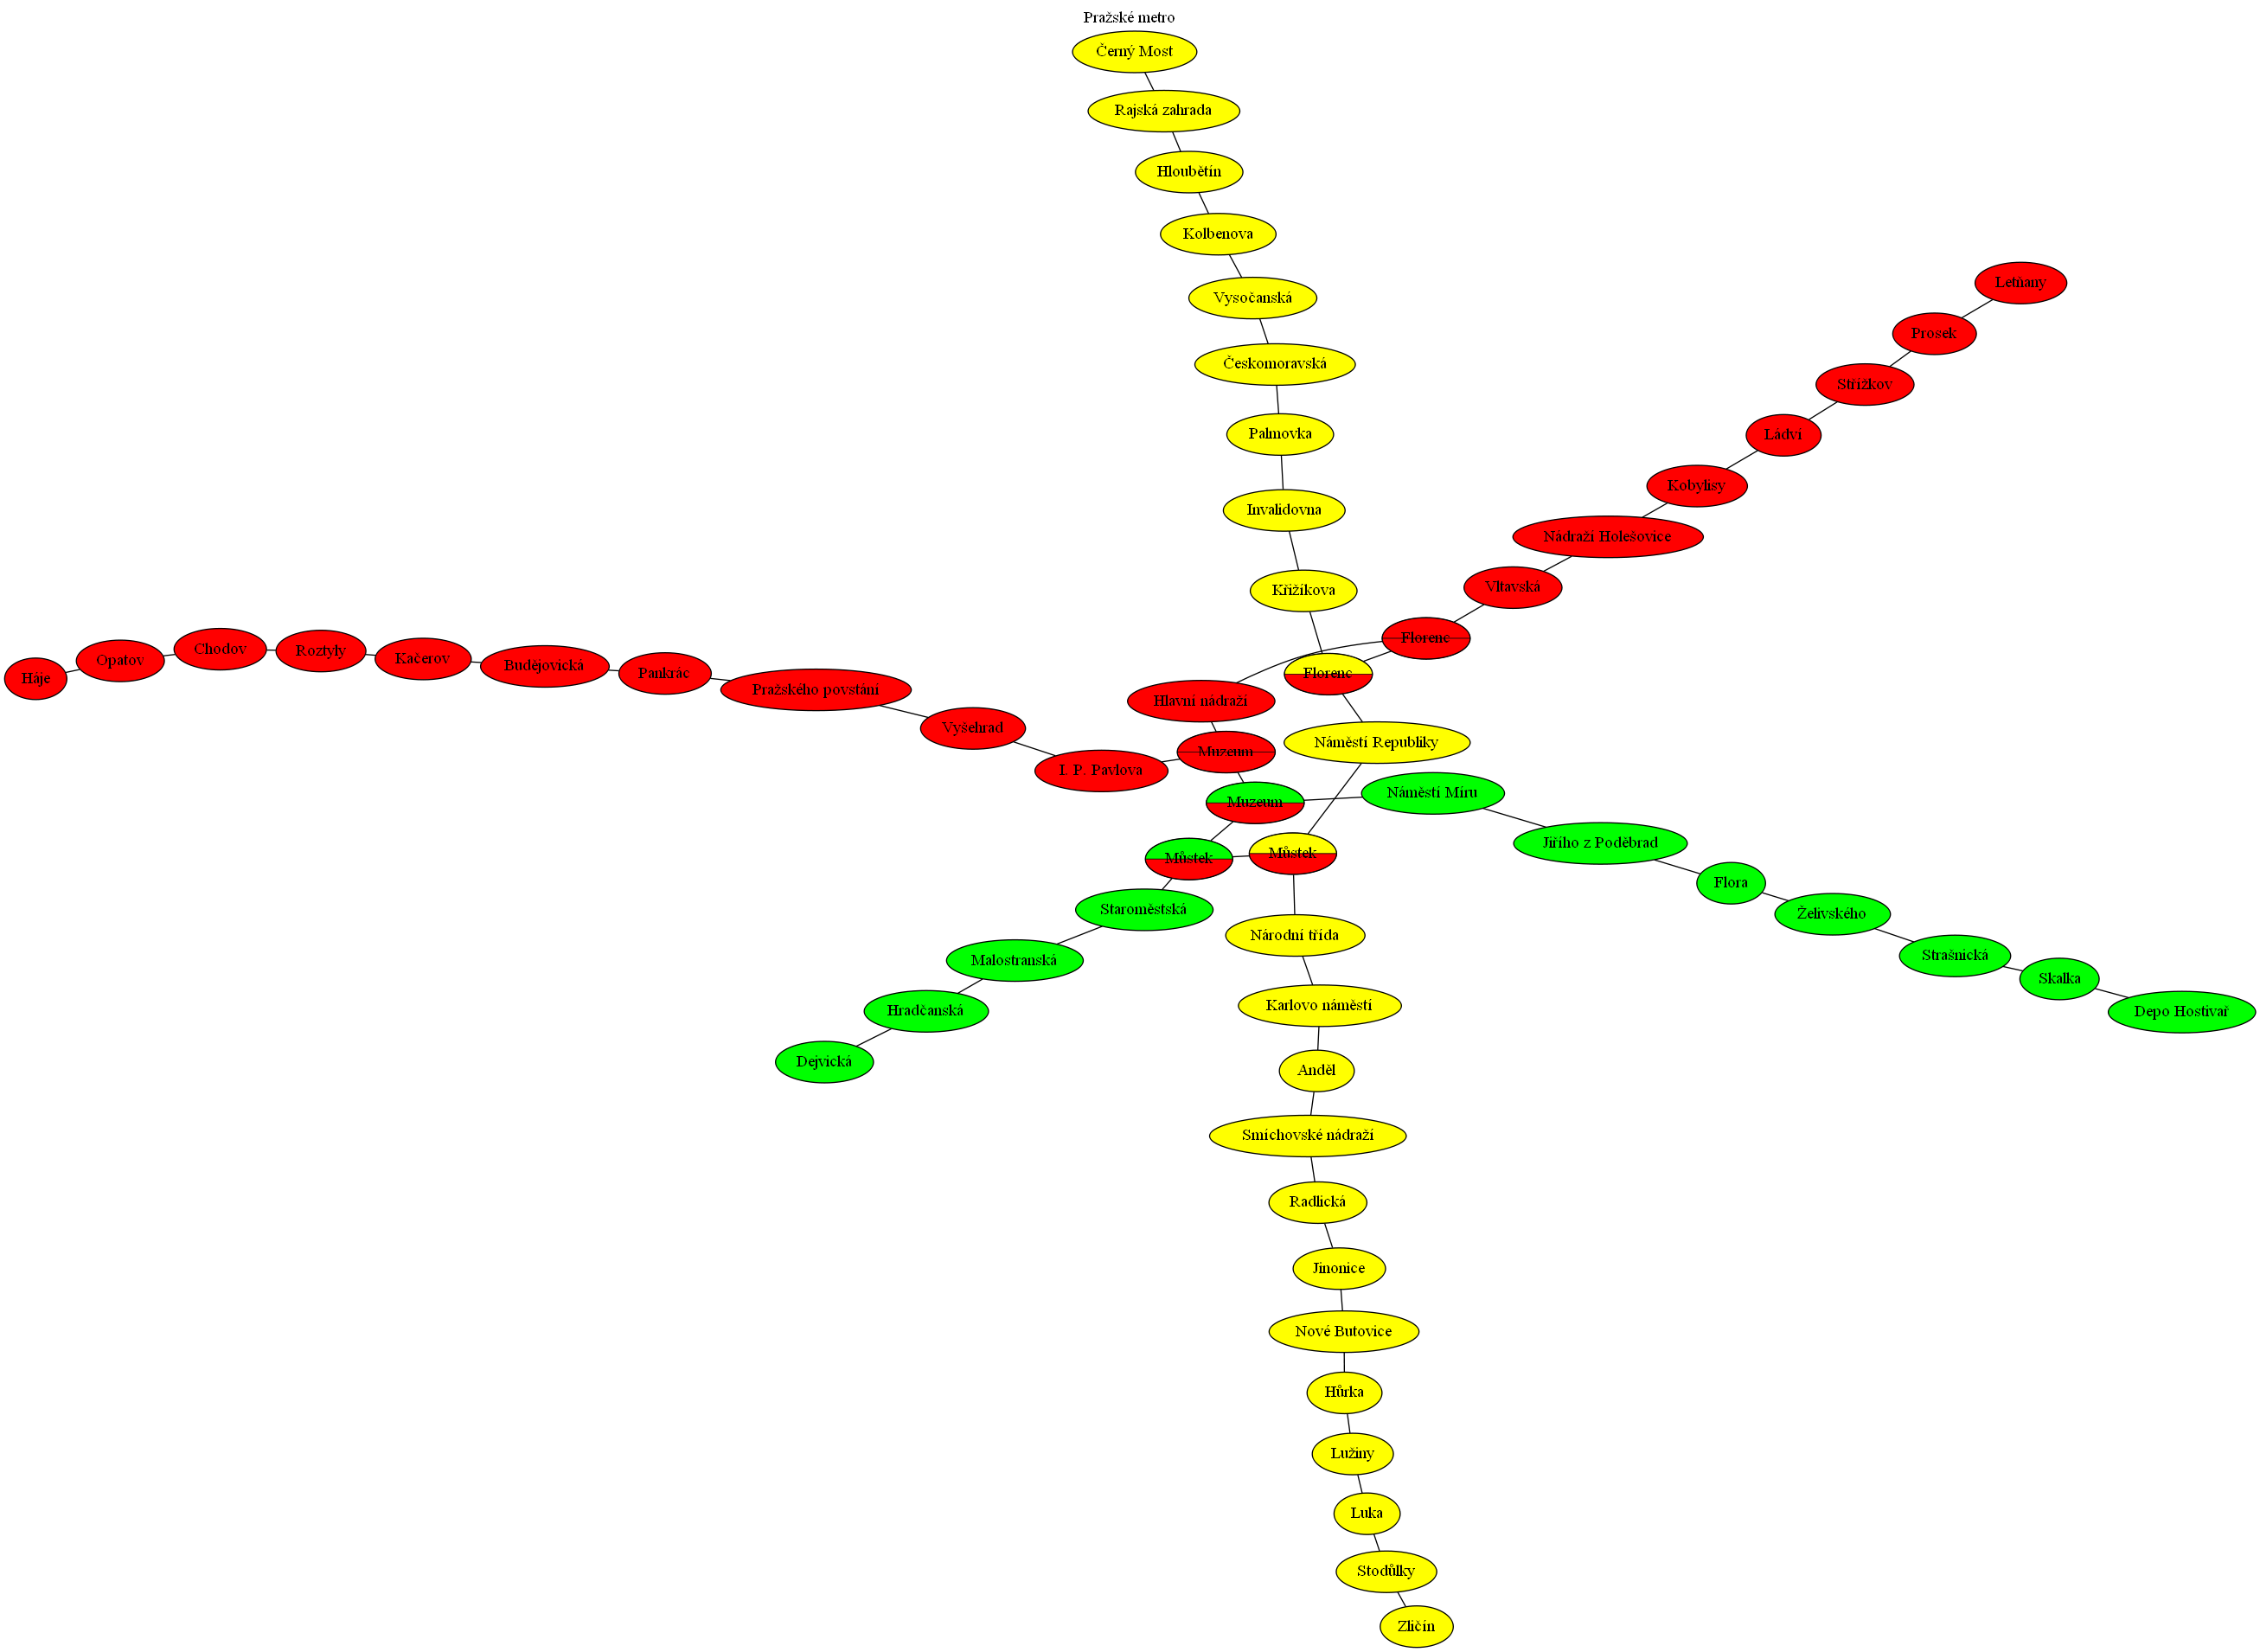 Pražské metro
Černý Most
Rajská zahrada
Hloubětín
Kolbenova
Vysočanská
Českomoravská
Palmovka
Invalidovna
Křižíkova
Letňany
Prosek
Střížkov
Ládví
Kobylisy
Nádraží Holešovice
Vltavská
Florenc
Florenc
Háje
Opatov
Chodov
Roztyly
Kačerov
Budějovická
Pankrác
Pražského povstání
Vyšehrad
I. P. Pavlova
Hlavní nádraží
Muzeum
Muzeum
Náměstí Republiky
Náměstí Míru
Jiřího z Poděbrad
Flora
Želivského
Strašnická
Skalka
Depo Hostivař
Můstek
Můstek
Staroměstská
Malostranská
Hradčanská
Dejvická
Národní třída
Karlovo náměstí
Anděl
Smíchovské nádraží
Radlická
Jinonice
Nové Butovice
Hůrka
Lužiny
Luka
Stodůlky
Zličín